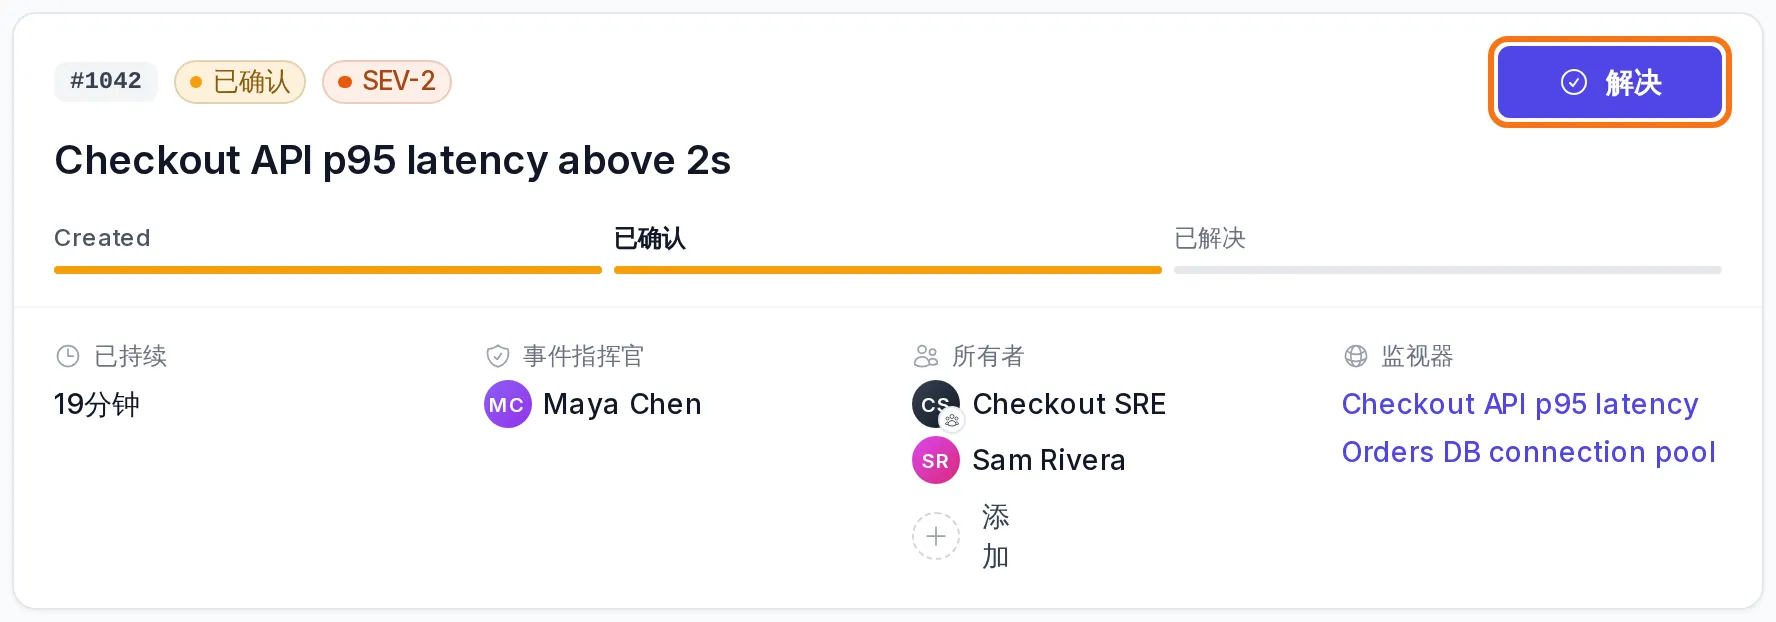 #1042
已确认
SEV-2
解决
Checkout API p95 latency above 2s
Created
已确认
已解决
已持续
19分钟
事件指挥官
MC Maya Chen
所有者
CS Checkout SRE
SR Sam Rivera
添
加
监视器
Checkout API p95 latency
Orders DB connection pool